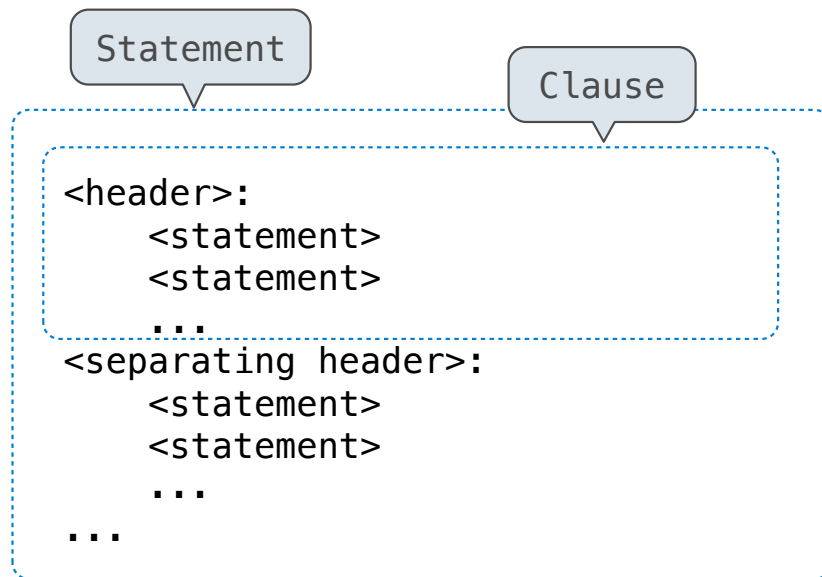 Statement
Clause
<header>:
    <statement>
    <statement>
    ...
<separating header>:
    <statement>
    <statement>
    ...
...